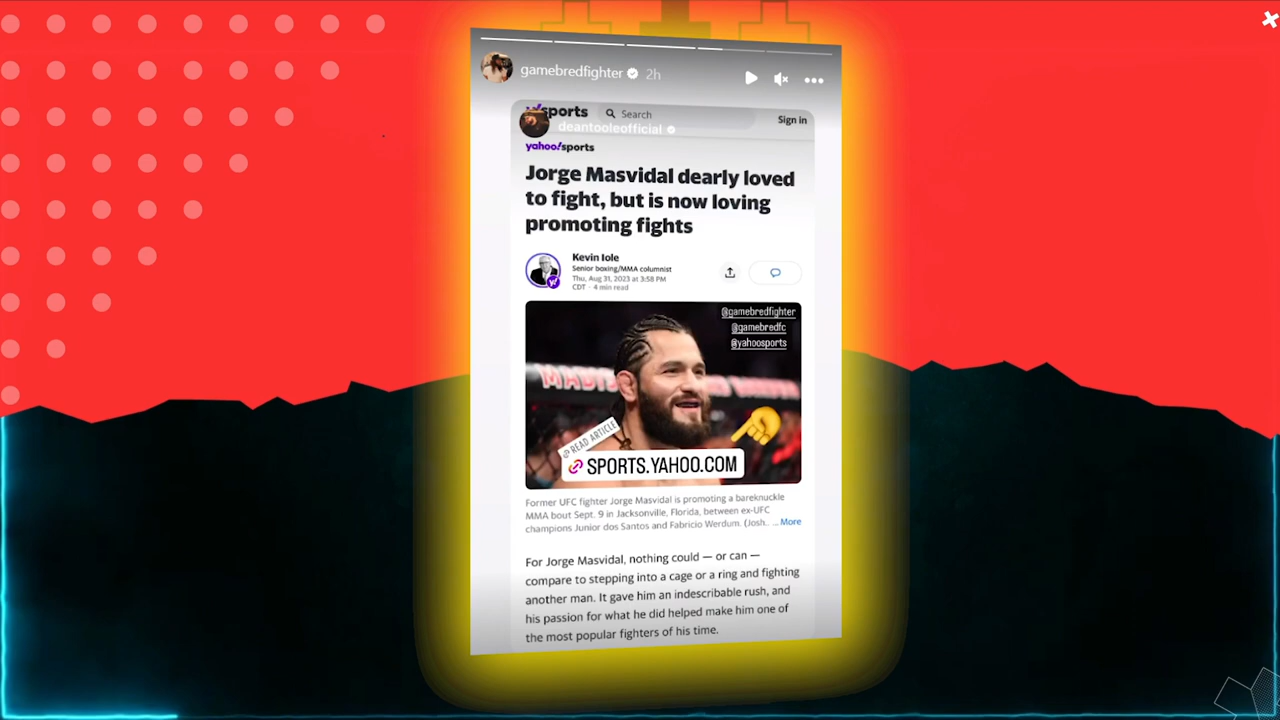 gamebredfighter 2h
sports Search Sign in
deantooleofficial
yahoo!sports
Jorge Masvidal dearly loved
to fight, but is now loving
promoting fights
Kevin Iole
Senior boxing/MMA columnist
Thu, Aug 31, 2023 at 3:58 PM
CDT · 4 min read
@gamebredfighter
@gamebredfc
@yahoosports
READ ARTICLE
SPORTS.YAHOO.COM
Former UFC fighter Jorge Masvidal is promoting a bareknuckle
MMA bout Sept. 9 in Jacksonville, Florida, between ex-UFC
champions Junior dos Santos and Fabricio Werdum. (Josh.. ...More
For Jorge Masvidal, nothing could — or can —
compare to stepping into a cage or a ring and fighting
another man. It gave him an indescribable rush, and
his passion for what he did helped make him one of
the most popular fighters of his time.